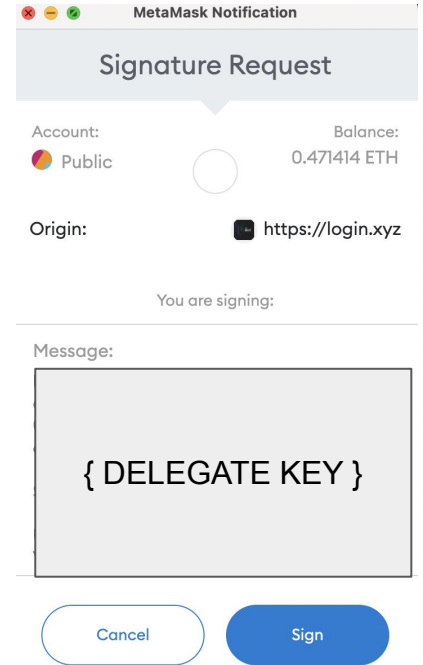 MetaMask Notification
Signature Request
Account:
Balance:
Public
0.471414 ETH
Origin:
https://login.xyz
You are signing:
Message:
{ DELEGATE KEY }
Cancel
Sign